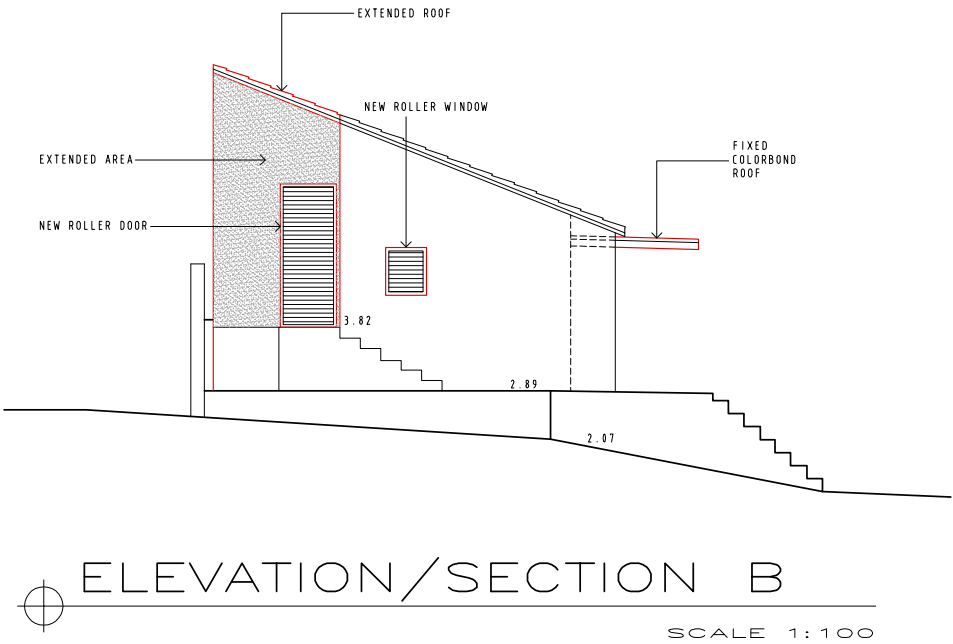 EXTENDED ROOF
NEW ROLLER WINDOW
FIXED
COLORBOND
ROOF
EXTENDED AREA
NEW ROLLER DOOR
3.82
2.89
2.07
ELEVATION/SECTION B
SCALE 1:100